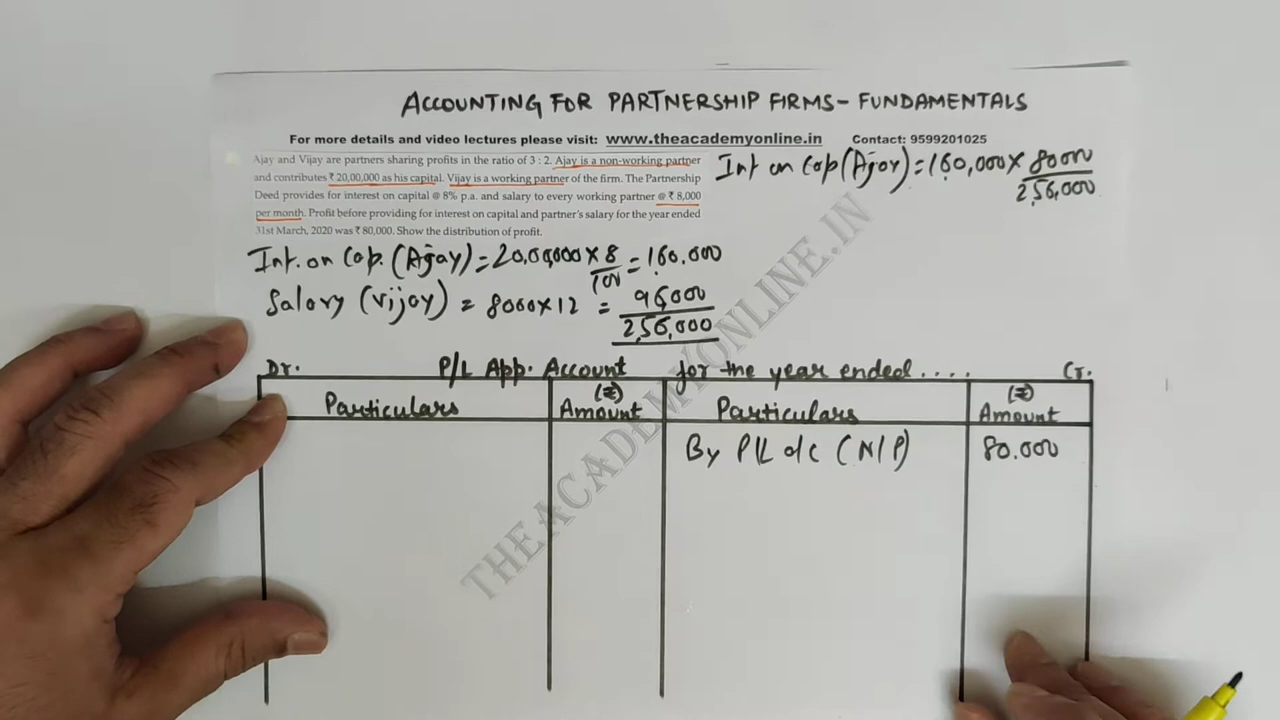 ACCOUNTING FOR PARTNERSHIP FIRMS- FUNDAMENTALS
For more details and video lectures please visit: www.theacademyonline.in Contact: 9599201025
Ajay and Vijay are partners sharing profits in the ratio of 3 : 2. Ajay is a non-working partner
and contributes ₹ 20,00,000 as his capital. Vijay is a working partner of the firm. The Partnership
Deed provides for interest on capital @ 8% p.a. and salary to every working partner @ ₹ 8,000
per month. Profit before providing for interest on capital and partner's salary for the year ended
31st March, 2020 was ₹ 80,000. Show the distribution of profit.
Int on Cap (Ajay) = 160,000 × 80000
256,000
Int. on Cap. (Ajay) = 20,00,000 × 8 = 160.000
100
Salary (Vijay) = 8000×12 = 96,000
2,56,000
Dr. P/L App. Account for the year ended.... Cr.
Particulars (₹) Amount Particulars (₹) Amount
By P/L a/c (N/P) 80.000
THEACADEMYONLINE.IN